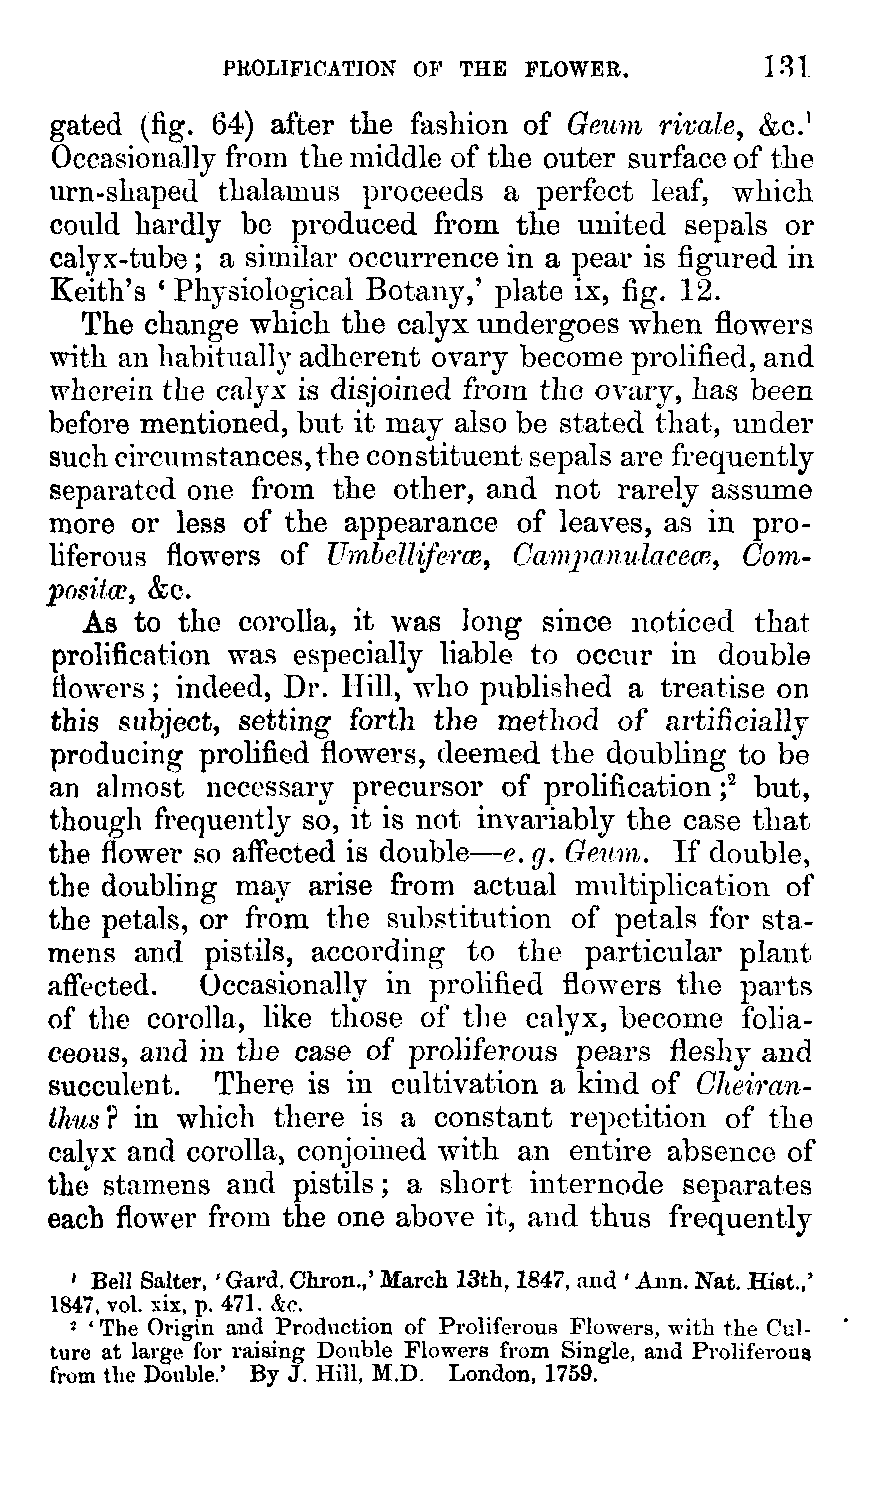 PROLIFICATION OF THE FLOWER. 131
gated (fig. 64) after the fashion of Geum rivale, &c.¹
Occasionally from the middle of the outer surface of the
urn-shaped thalamus proceeds a perfect leaf, which
could hardly be produced from the united sepals or
calyx-tube; a similar occurrence in a pear is figured in
Keith's ‘Physiological Botany,’ plate ix, fig. 12.
The change which the calyx undergoes when flowers
with an habitually adherent ovary become prolified, and
wherein the calyx is disjoined from the ovary, has been
before mentioned, but it may also be stated that, under
such circumstances, the constituent sepals are frequently
separated one from the other, and not rarely assume
more or less of the appearance of leaves, as in pro-
liferous flowers of Umbelliferæ, Campanulaceæ, Com-
positæ, &c.
As to the corolla, it was long since noticed that
prolification was especially liable to occur in double
flowers; indeed, Dr. Hill, who published a treatise on
this subject, setting forth the method of artificially
producing prolified flowers, deemed the doubling to be
an almost necessary precursor of prolification;² but,
though frequently so, it is not invariably the case that
the flower so affected is double—e. g. Geum. If double,
the doubling may arise from actual multiplication of
the petals, or from the substitution of petals for sta-
mens and pistils, according to the particular plant
affected. Occasionally in prolified flowers the parts
of the corolla, like those of the calyx, become folia-
ceous, and in the case of proliferous pears fleshy and
succulent. There is in cultivation a kind of Cheiran-
thus? in which there is a constant repetition of the
calyx and corolla, conjoined with an entire absence of
the stamens and pistils; a short internode separates
each flower from the one above it, and thus frequently
¹ Bell Salter, ‘Gard. Chron.,’ March 13th, 1847, and ‘Ann. Nat. Hist.,’
1847, vol. xix, p. 471. &c.
² ‘The Origin and Production of Proliferous Flowers, with the Cul-
ture at large for raising Double Flowers from Single, and Proliferous
from the Double.’ By J. Hill, M.D. London, 1759.